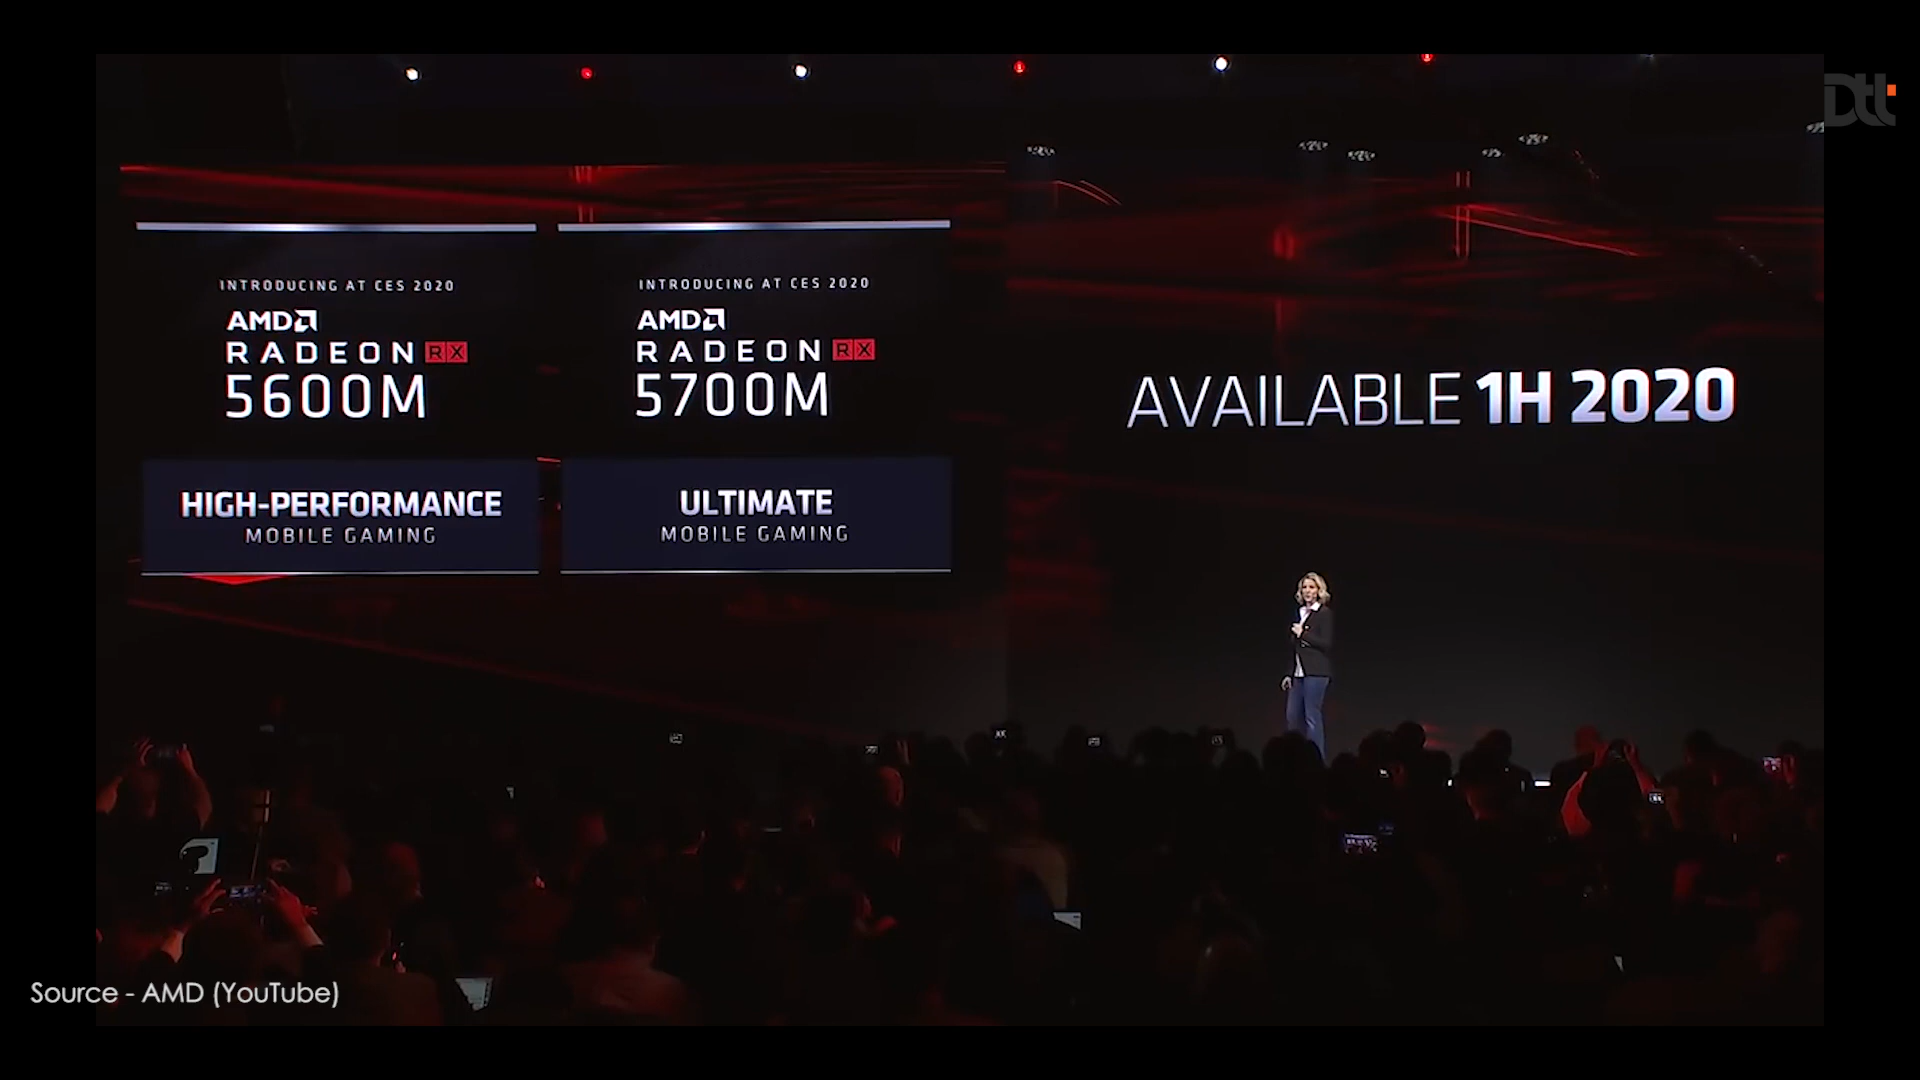 Dtt
INTRODUCING AT CES 2020
AMD
RADEON RX
5600M
HIGH-PERFORMANCE
MOBILE GAMING
INTRODUCING AT CES 2020
AMD
RADEON RX
5700M
ULTIMATE
MOBILE GAMING
AVAILABLE 1H 2020
Source - AMD (YouTube)